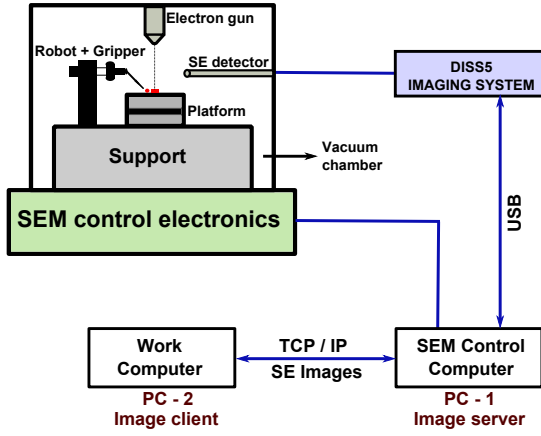 Electron gun
Robot + Gripper
SE detector
DISS5
IMAGING SYSTEM
Platform
Support
Vacuum
chamber
SEM control electronics
USB
Work
Computer
TCP / IP
SE Images
SEM Control
Computer
PC - 2
Image client
PC - 1
Image server